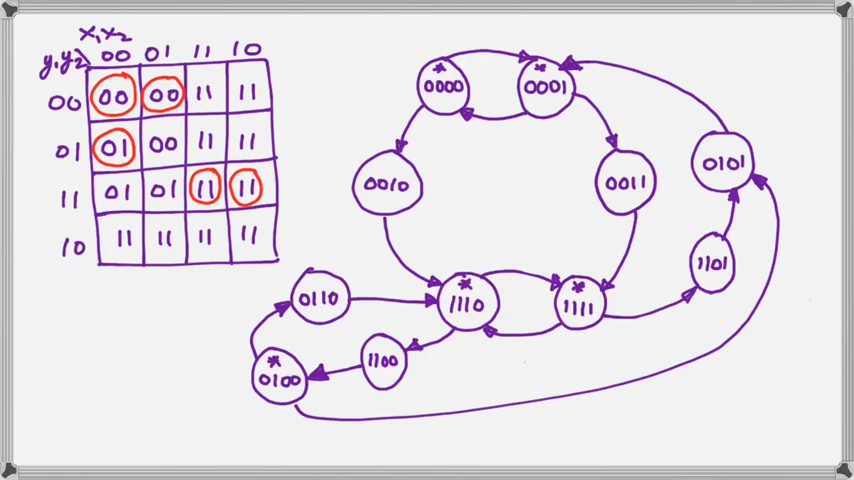 x₁x₂
y₁y₂ 00 01 11 10
00 00 00 11 11
01 01 00 11 11
11 01 01 11 11
10 11 11 11 11
* 0000
* 0001
0010
0011
0101
1101
0110
* 1110
* 1111
1100
* 0100